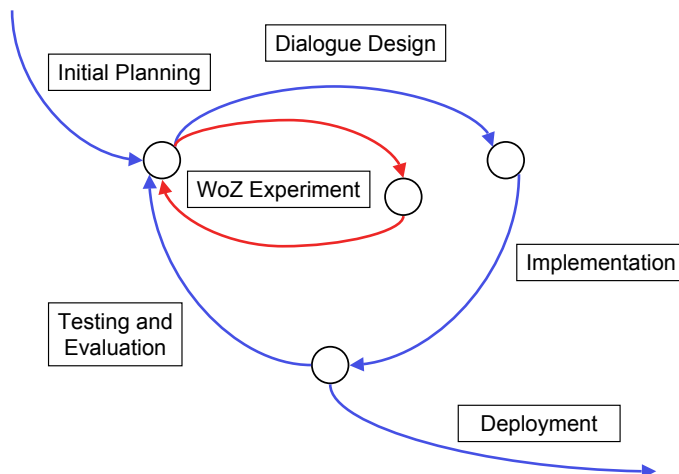 Dialogue Design
Initial Planning
WoZ Experiment
Implementation
Testing and
Evaluation
Deployment